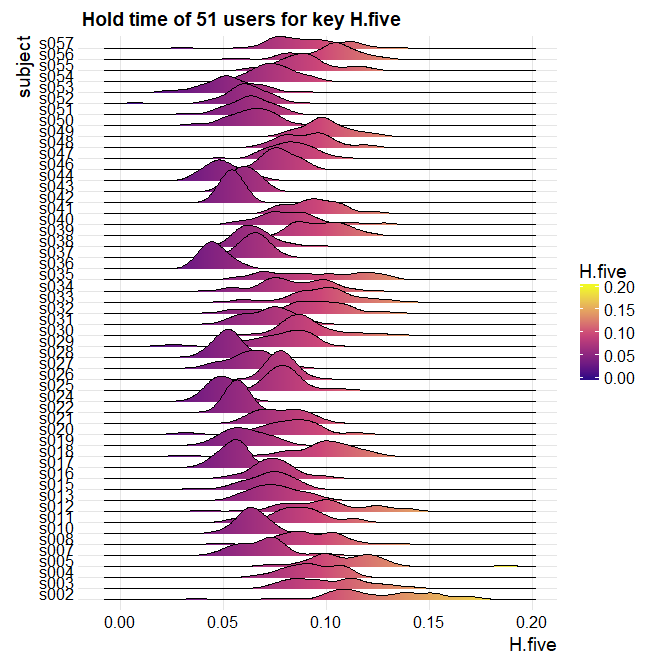 Hold time of 51 users for key H.five
subject
s057
s056
s055
s054
s053
s052
s051
s050
s049
s048
s047
s046
s044
s043
s042
s041
s040
s039
s038
s037
s036
s035
s034
s033
s032
s031
s030
s029
s028
s027
s026
s025
s024
s022
s021
s020
s019
s018
s017
s016
s015
s013
s012
s011
s010
s008
s007
s005
s004
s003
s002
0.00 0.05 0.10 0.15 0.20
H.five
H.five
0.20
0.15
0.10
0.05
0.00